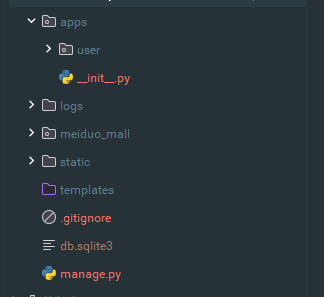 apps
user
__init__.py
logs
meiduo_mall
static
templates
.gitignore
db.sqlite3
manage.py